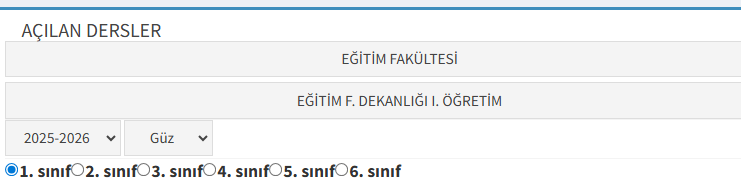 AÇILAN DERSLER
EĞİTİM FAKÜLTESİ
EĞİTİM F. DEKANLIĞI I. ÖĞRETİM
2025-2026 Güz
1. sınıf 2. sınıf 3. sınıf 4. sınıf 5. sınıf 6. sınıf